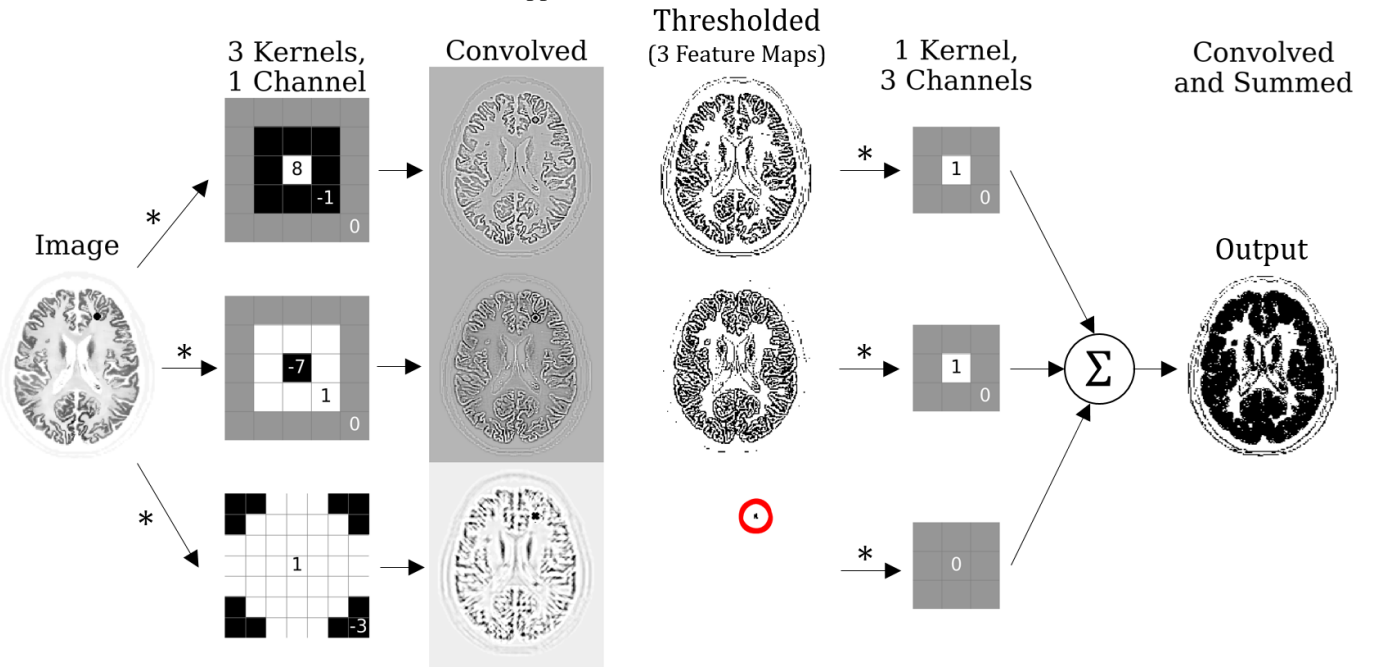 Thresholded
(3 Feature Maps)
3 Kernels,
1 Channel
Convolved
1 Kernel,
3 Channels
Convolved
and Summed
Image
Output
*
*
*
8
-1
0
-7
1
0
1
-3
*
*
*
1
0
1
0
0
Σ